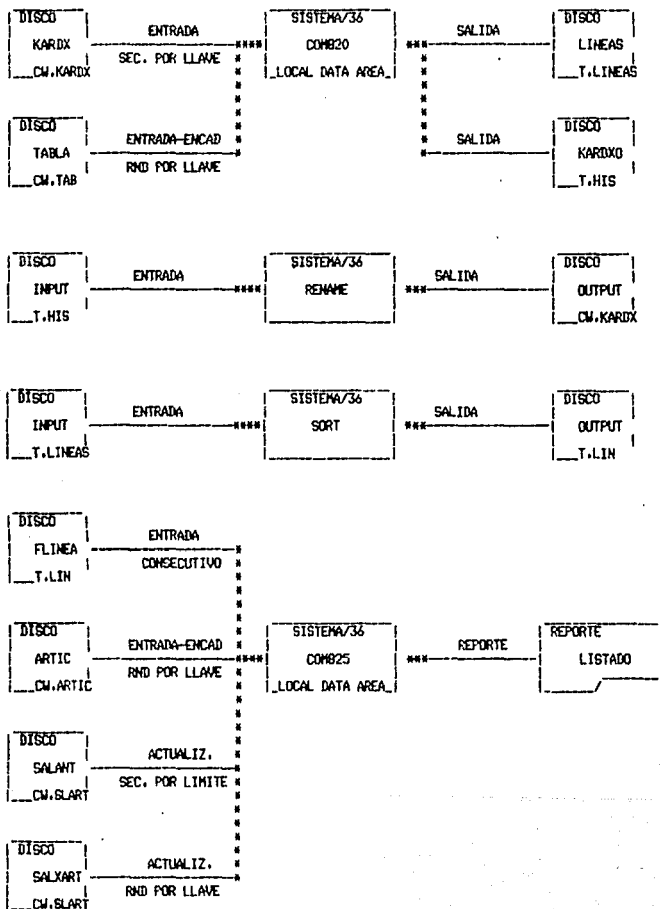 DISCO ENTRADA SISTEMA/36 SALIDA DISCO
KARDX **** COM820 *** LINEAS
CW.KARDX SEC. POR LLAVE LOCAL DATA AREA T.LINEAS
DISCO ENTRADA-ENCAD SALIDA DISCO
TABLA KARDXO
CW.TAB RND POR LLAVE T.HIS
DISCO ENTRADA SISTEMA/36 SALIDA DISCO
INPUT **** RENAME *** OUTPUT
T.HIS CW.KARDX
DISCO ENTRADA SISTEMA/36 SALIDA DISCO
INPUT **** SORT *** OUTPUT
T.LINEAS T.LIN
DISCO ENTRADA
FLINEA
T.LIN CONSECUTIVO
DISCO ENTRADA-ENCAD SISTEMA/36 REPORTE REPORTE
ARTIC **** COM825 *** LISTADO
CW.ARTIC RND POR LLAVE LOCAL DATA AREA
DISCO ACTUALIZ.
SALANT
CW.SLART SEC. POR LIMITE
DISCO ACTUALIZ.
SALXART
CW.SLART RND POR LLAVE